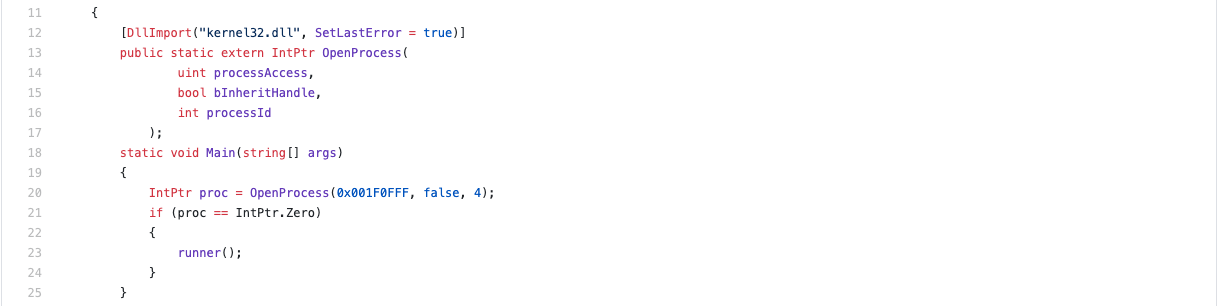 11 {
12 [DllImport("kernel32.dll", SetLastError = true)]
13 public static extern IntPtr OpenProcess(
14 uint processAccess,
15 bool bInheritHandle,
16 int processId
17 );
18 static void Main(string[] args)
19 {
20 IntPtr proc = OpenProcess(0x001F0FFF, false, 4);
21 if (proc == IntPtr.Zero)
22 {
23 runner();
24 }
25 }